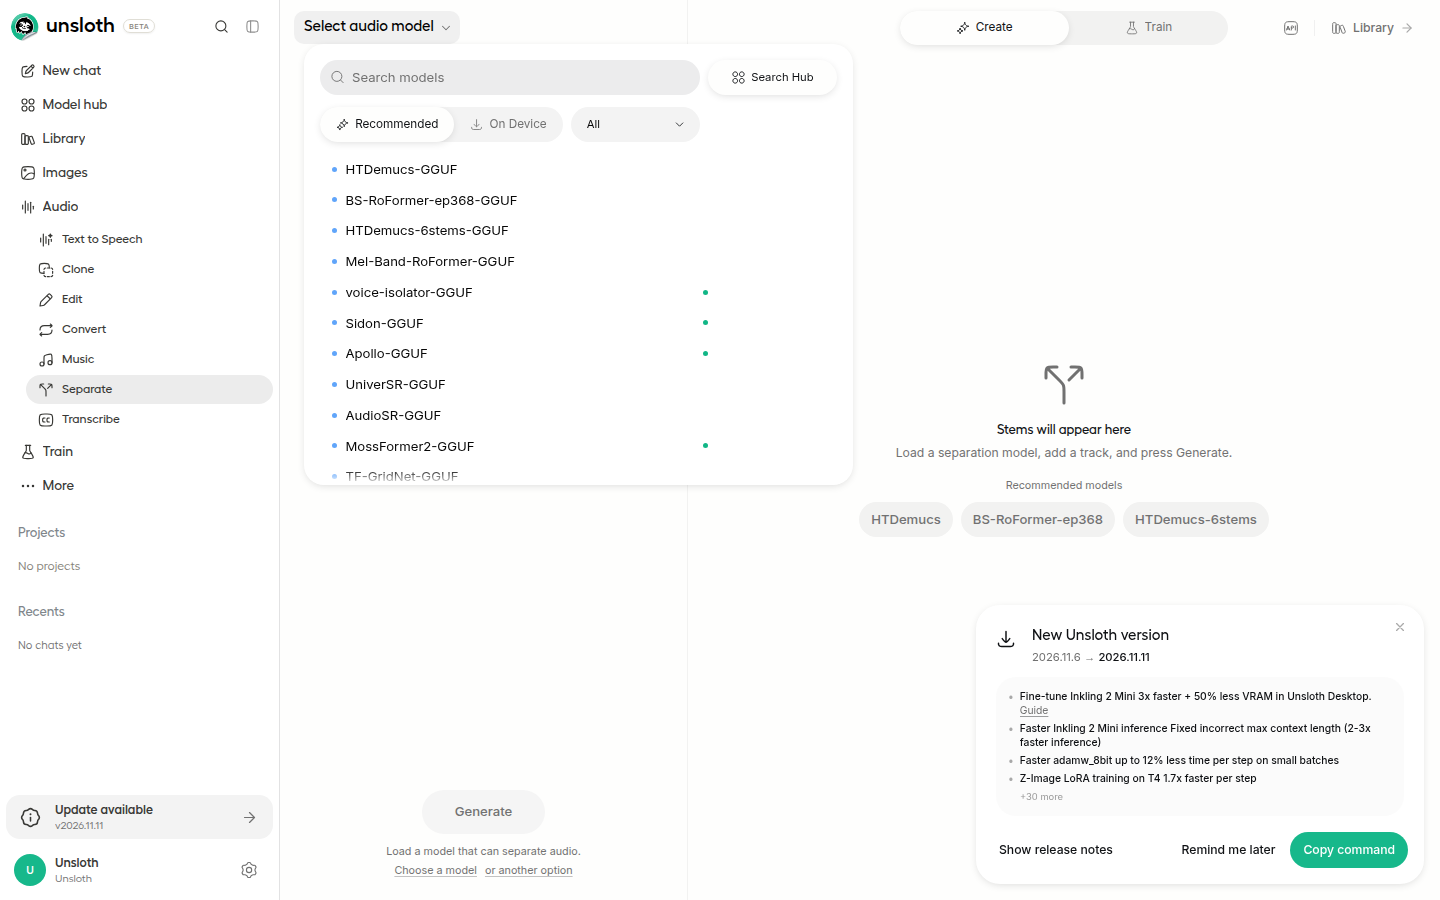 unsloth
BETA
New chat
Model hub
Library
Images
Audio
Text to Speech
Clone
Edit
Convert
Music
Separate
Transcribe
Train
More
Projects
No projects
Recents
No chats yet
Update available
v2026.11.11
U
Unsloth
Unsloth
Select audio model
Search models
Search Hub
Recommended
On Device
All
HTDemucs-GGUF
BS-RoFormer-ep368-GGUF
HTDemucs-6stems-GGUF
Mel-Band-RoFormer-GGUF
voice-isolator-GGUF
Sidon-GGUF
Apollo-GGUF
UniverSR-GGUF
AudioSR-GGUF
MossFormer2-GGUF
TF-GridNet-GGUF
Generate
Load a model that can separate audio.
Choose a model or another option
Create
Train
API
Library
Stems will appear here
Load a separation model, add a track, and press Generate.
Recommended models
HTDemucs
BS-RoFormer-ep368
HTDemucs-6stems
New Unsloth version
2026.11.6 → 2026.11.11
Fine-tune Inkling 2 Mini 3x faster + 50% less VRAM in Unsloth Desktop.
Guide
Faster Inkling 2 Mini inference Fixed incorrect max context length (2-3x
faster inference)
Faster adamw_8bit up to 12% less time per step on small batches
Z-Image LoRA training on T4 1.7x faster per step
+30 more
Show release notes
Remind me later
Copy command